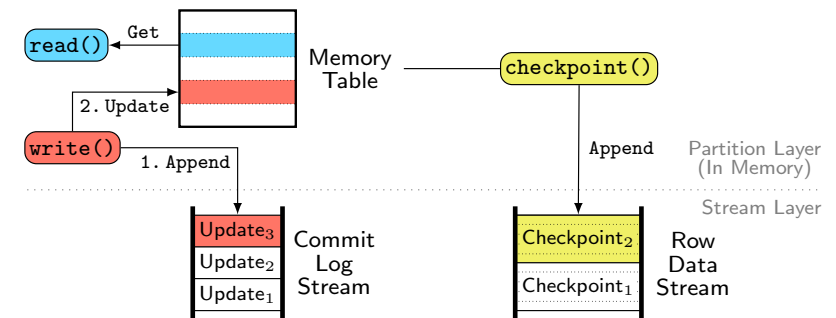 Get
read()
Memory
Table
checkpoint()
2. Update
write()
1. Append
Append
Partition Layer
(In Memory)
Stream Layer
Update₃
Update₂
Update₁
Commit
Log
Stream
Checkpoint₂
Checkpoint₁
Row
Data
Stream